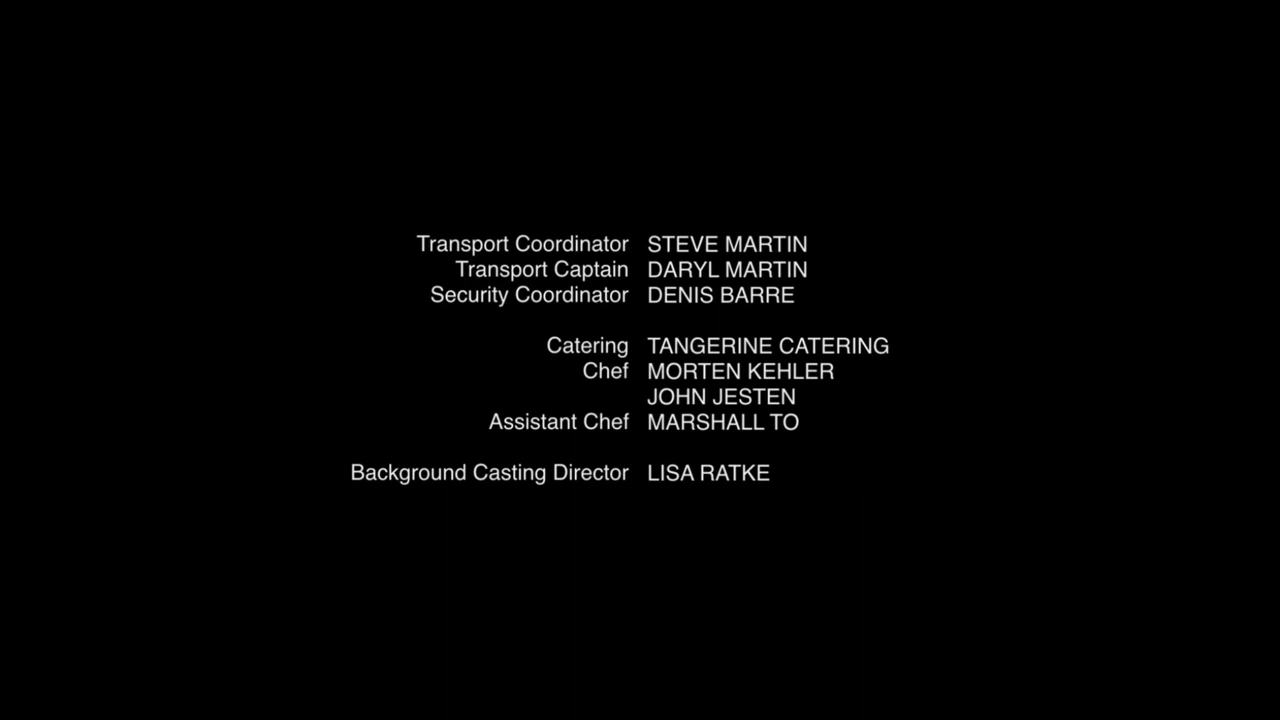 Transport Coordinator STEVE MARTIN
Transport Captain DARYL MARTIN
Security Coordinator DENIS BARRE
Catering TANGERINE CATERING
Chef MORTEN KEHLER
JOHN JESTEN
Assistant Chef MARSHALL TO
Background Casting Director LISA RATKE